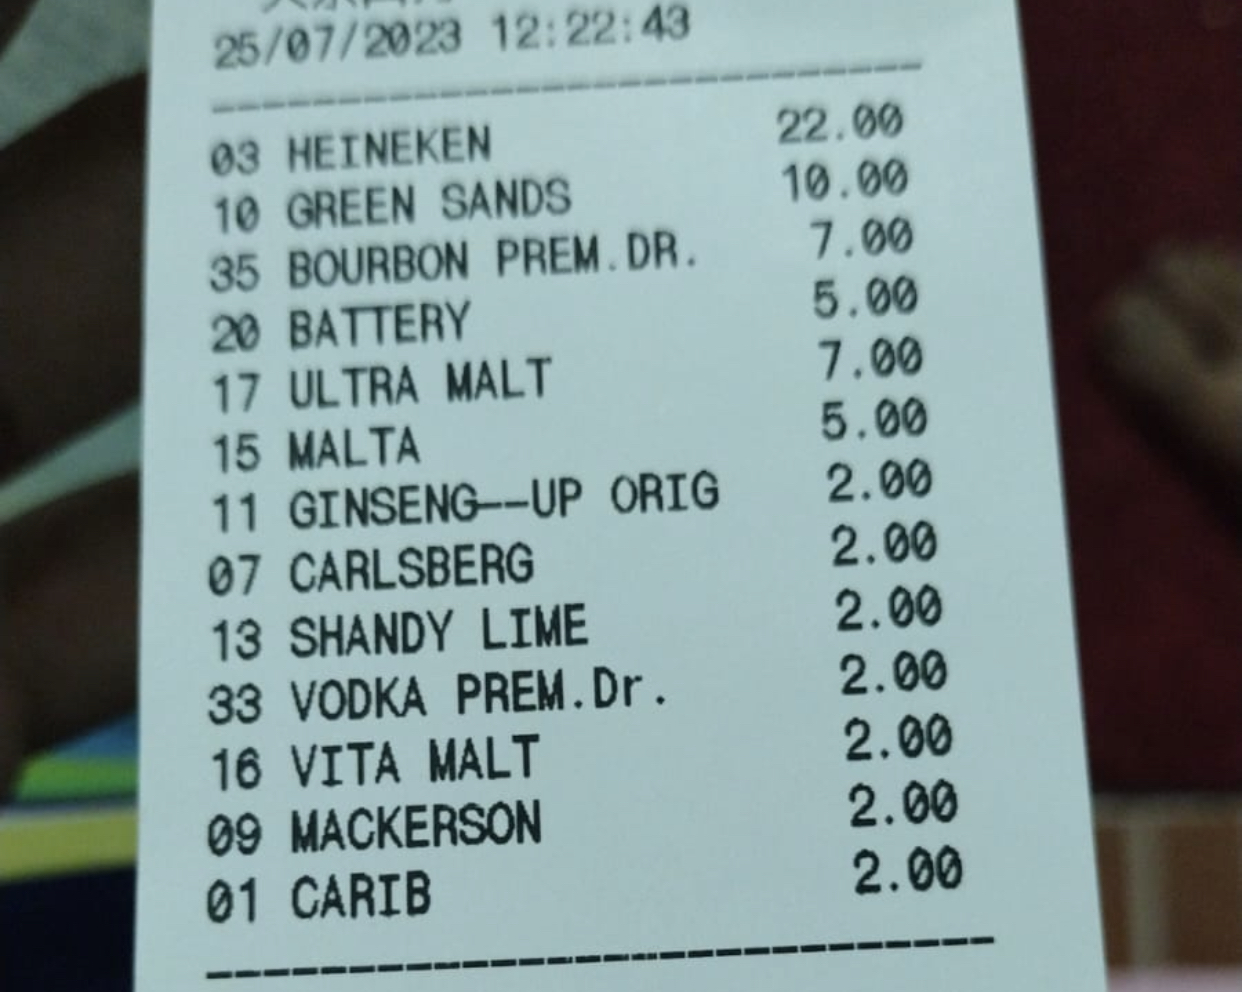 25/07/2023 12:22:43
03 HEINEKEN 22.00
10 GREEN SANDS 10.00
35 BOURBON PREM.DR. 7.00
20 BATTERY 5.00
17 ULTRA MALT 7.00
15 MALTA 5.00
11 GINSENG--UP ORIG 2.00
07 CARLSBERG 2.00
13 SHANDY LIME 2.00
33 VODKA PREM.Dr. 2.00
16 VITA MALT 2.00
09 MACKERSON 2.00
01 CARIB 2.00